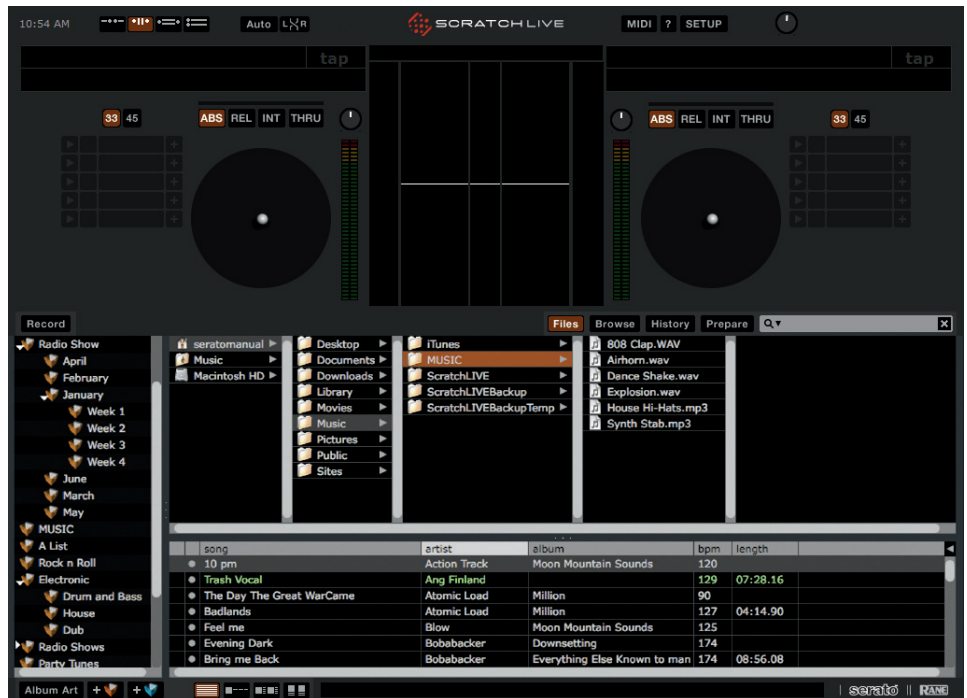 10:54 AM
Auto L R
SCRATCH LIVE
MIDI ? SETUP
tap
tap
33 45
ABS REL INT THRU
ABS REL INT THRU
33 45
Record
Files Browse History Prepare
Radio Show
April
February
January
Week 1
Week 2
Week 3
Week 4
June
March
May
MUSIC
A List
Rock n Roll
Electronic
Drum and Bass
House
Dub
Radio Shows
Party Tunes
seratomanual
Music
Macintosh HD
Desktop
Documents
Downloads
Library
Movies
Music
Pictures
Public
Sites
iTunes
MUSIC
ScratchLIVE
ScratchLIVEBackup
ScratchLIVEBackupTemp
808 Clap.WAV
Airhorn.wav
Dance Shake.wav
Explosion.wav
House Hi-Hats.mp3
Synth Stab.mp3
song artist album bpm length
10 pm Action Track Moon Mountain Sounds 120
Trash Vocal Ang Finland 129 07:28.16
The Day The Great WarCame Atomic Load Million 90
Badlands Atomic Load Million 127 04:14.90
Feel me Blow Moon Mountain Sounds 125
Evening Dark Bobabacker Downsetting 174
Bring me Back Bobabacker Everything Else Known to man 174 08:56.08
Album Art
serato RANE